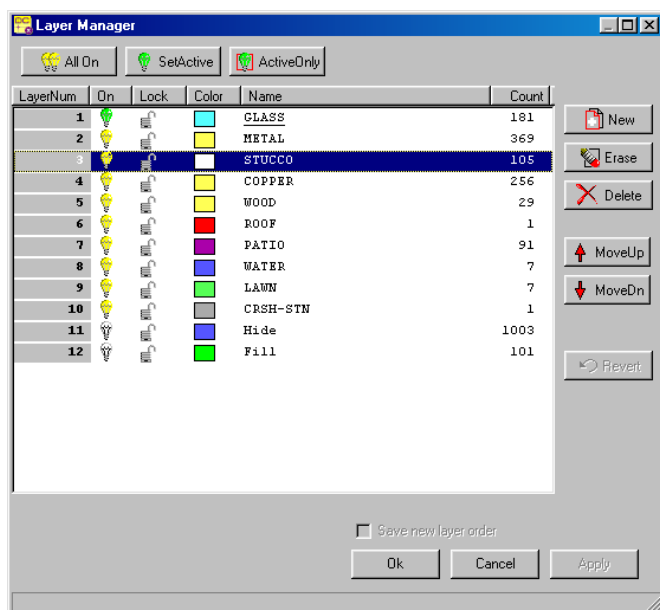 Layer Manager
All On SetActive ActiveOnly
LayerNum On Lock Color Name Count
1 GLASS 181
2 METAL 369
3 STUCCO 105
4 COPPER 256
5 WOOD 29
6 ROOF 1
7 PATIO 91
8 WATER 7
9 LAWN 7
10 CRSH-STN 1
11 Hide 1003
12 Fill 101
New
Erase
Delete
MoveUp
MoveDn
Revert
Save new layer order
Ok Cancel Apply